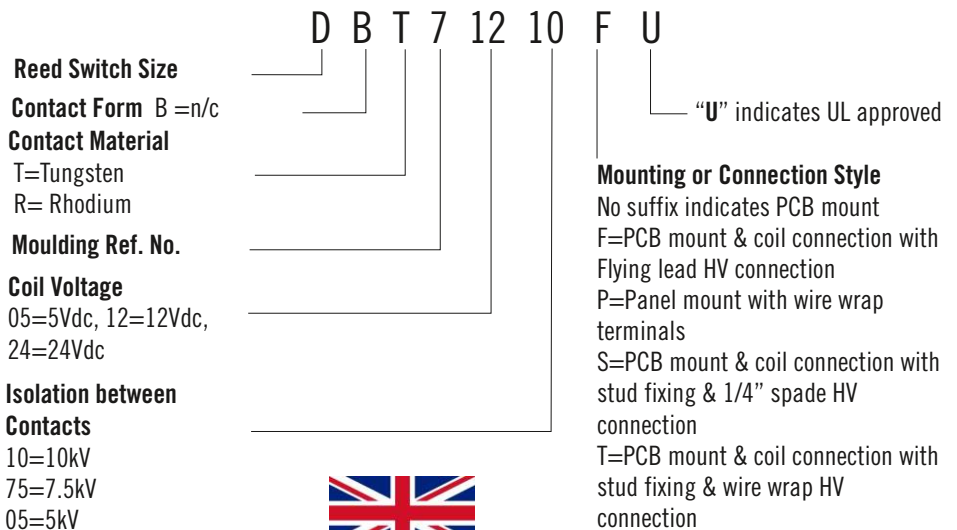 D B T 7 12 10 F U
Reed Switch Size
Contact Form B =n/c
Contact Material
T=Tungsten
R= Rhodium
Moulding Ref. No.
Coil Voltage
05=5Vdc, 12=12Vdc,
24=24Vdc
Isolation between
Contacts
10=10kV
75=7.5kV
05=5kV
“U” indicates UL approved
Mounting or Connection Style
No suffix indicates PCB mount
F=PCB mount & coil connection with
Flying lead HV connection
P=Panel mount with wire wrap
terminals
S=PCB mount & coil connection with
stud fixing & 1/4” spade HV
connection
T=PCB mount & coil connection with
stud fixing & wire wrap HV
connection